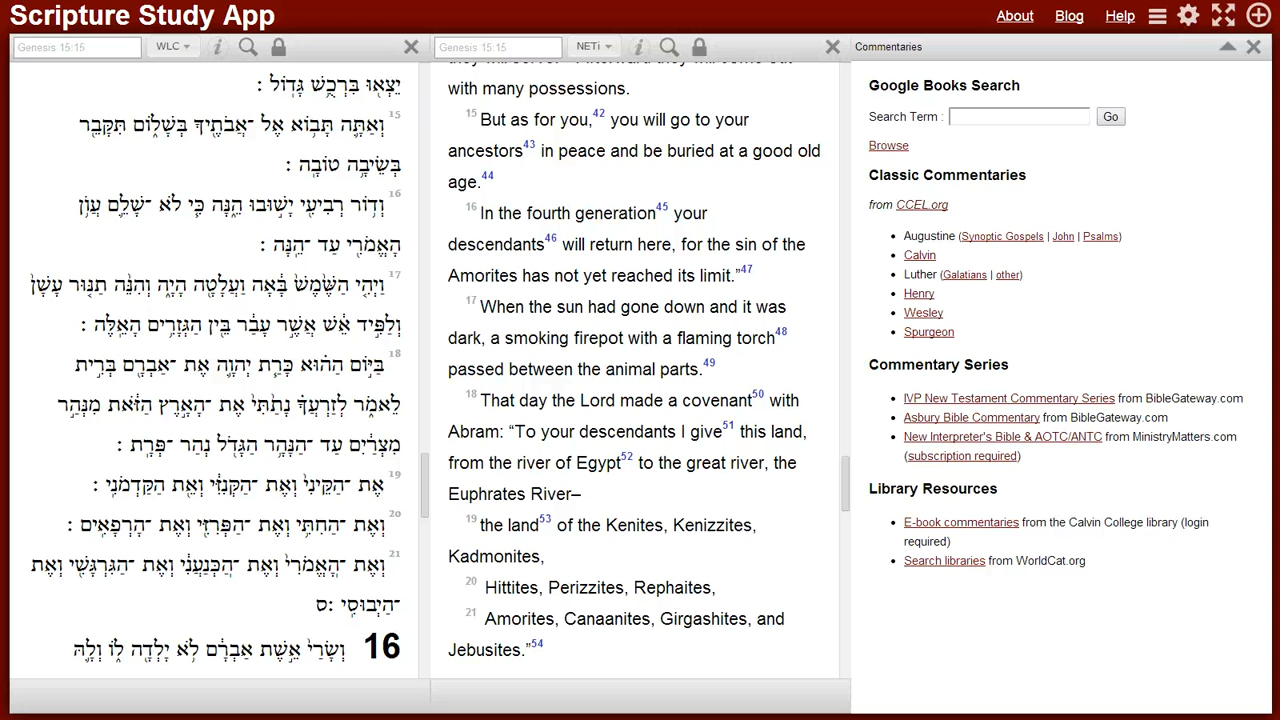 Scripture Study App
About Blog Help
Genesis 15:15 WLC
יֵצְא֖וּ בִּרְכֻ֥שׁ גָּדֽוֹל ׃
15 וְאַתָּ֛ה תָּב֥וֹא אֶל ־אֲבֹתֶ֖יךָ בְּשָׁל֑וֹם תִּקָּבֵ֖ר
בְּשֵׂיבָ֥ה טוֹבָֽה ׃
16 וְד֥וֹר רְבִיעִ֖י יָשׁ֣וּבוּ הֵ֑נָּה כִּ֧י לֹא ־שָׁלֵ֛ם עֲוֺ֥ן
הָאֱמֹרִ֖י עַד ־הֵֽנָּה ׃
17 וַיְהִ֤י הַשֶּׁ֙מֶשׁ֙ בָּ֔אָה וַעֲלָטָ֖ה הָיָ֑ה וְהִנֵּ֨ה תַנּ֤וּר עָשָׁן֙
וְלַפִּ֣יד אֵ֔שׁ אֲשֶׁ֣ר עָבַ֔ר בֵּ֖ין הַגְּזָרִ֥ים הָאֵֽלֶּה ׃
18 בַּיּ֣וֹם הַה֗וּא כָּרַ֧ת יְהוָ֛ה אֶת ־אַבְרָ֖ם בְּרִ֣ית
לֵאמֹ֑ר לְזַרְעֲךָ֗ נָתַ֙תִּי֙ אֶת ־הָאָ֣רֶץ הַזֹּ֔את מִנְּהַ֣ר
מִצְרַ֔יִם עַד ־הַנָּהָ֥ר הַגָּדֹ֖ל נְהַר ־פְּרָֽת ׃
19 אֶת ־הַקֵּינִי֙ וְאֶת ־הַקְּנִזִּ֔י וְאֵ֖ת הַקַּדְמֹנִֽי ׃
20 וְאֶת ־הַחִתִּ֥י וְאֶת ־הַפְּרִזִּ֖י וְאֶת ־הָרְפָאִֽים ׃
21 וְאֶת ־הָֽאֱמֹרִי֙ וְאֶת ־הַֽכְּנַעֲנִ֔י וְאֶת ־הַגִּרְגָּשִׁ֖י וְאֶת
־הַיְבוּסִֽי ׃ס
16 וְשָׂרַי֙ אֵ֣שֶׁת אַבְרָ֔ם לֹ֥א יָלְדָ֖ה ל֑וֹ וְלָ֛הּ
Genesis 15:15 NETi
with many possessions.
15 But as for you,42 you will go to your
ancestors43 in peace and be buried at a good old
age.44
16 In the fourth generation45 your
descendants46 will return here, for the sin of the
Amorites has not yet reached its limit.”47
17 When the sun had gone down and it was
dark, a smoking firepot with a flaming torch48
passed between the animal parts.49
18 That day the Lord made a covenant50 with
Abram: “To your descendants I give51 this land,
from the river of Egypt52 to the great river, the
Euphrates River–
19 the land53 of the Kenites, Kenizzites,
Kadmonites,
20 Hittites, Perizzites, Rephaites,
21 Amorites, Canaanites, Girgashites, and
Jebusites.”54
Commentaries
Google Books Search
Search Term : Go
Browse
Classic Commentaries
from CCEL.org
• Augustine (Synoptic Gospels | John | Psalms)
• Calvin
• Luther (Galatians | other)
• Henry
• Wesley
• Spurgeon
Commentary Series
• IVP New Testament Commentary Series from BibleGateway.com
• Asbury Bible Commentary from BibleGateway.com
• New Interpreter's Bible & AOTC/ANTC from MinistryMatters.com
(subscription required)
Library Resources
• E-book commentaries from the Calvin College library (login
required)
• Search libraries from WorldCat.org